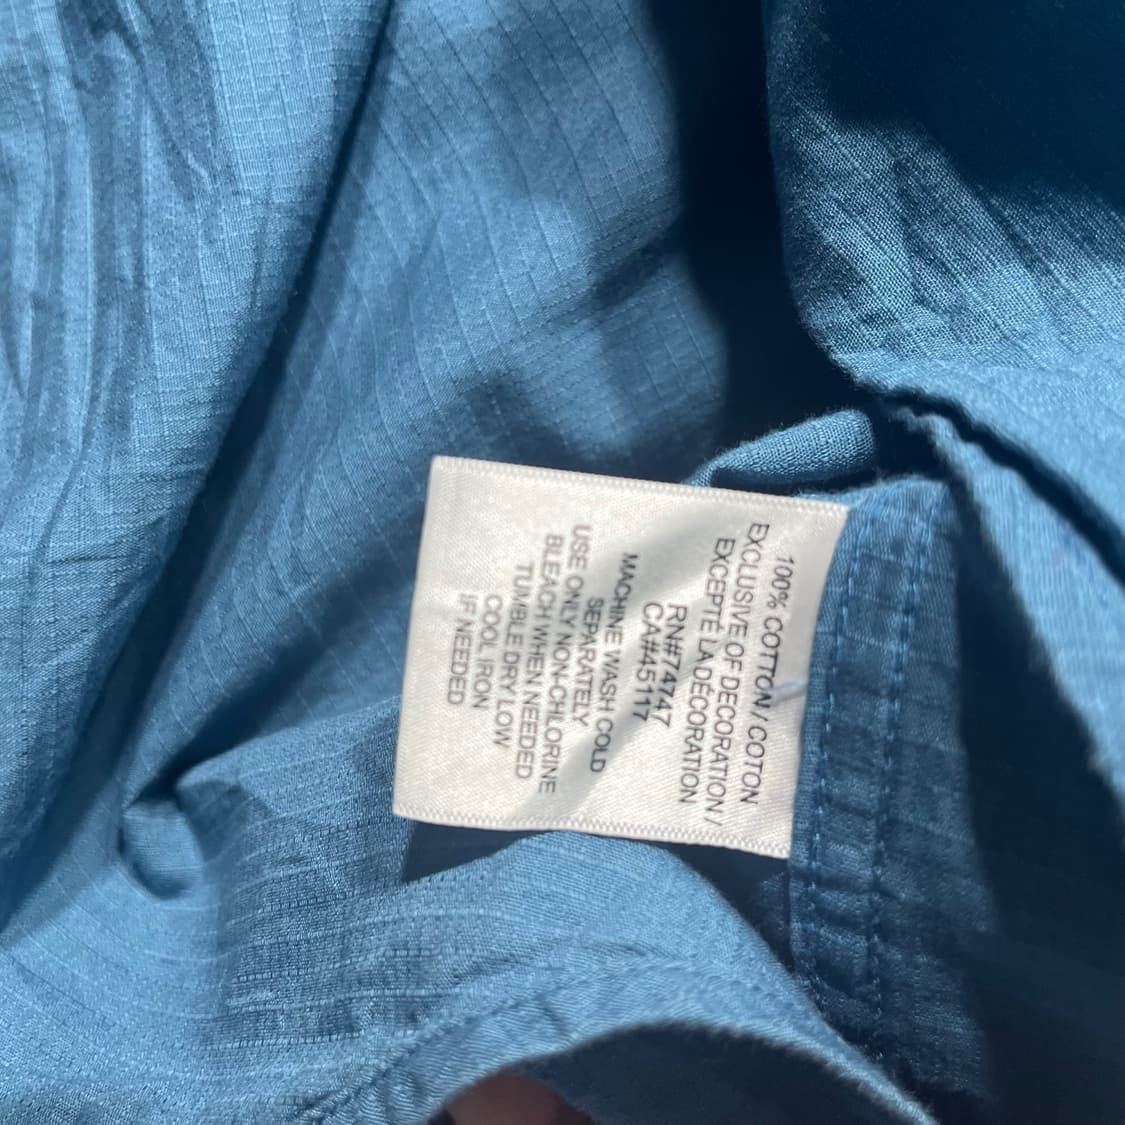 100% COTTON / COTON
EXCLUSIVE OF DECORATION /
EXCEPTÉ LA DÉCORATION
RN#74747
CA#45117
MACHINE WASH COLD
SEPARATELY
USE ONLY NON-CHLORINE
BLEACH WHEN NEEDED
TUMBLE DRY LOW
COOL IRON
IF NEEDED